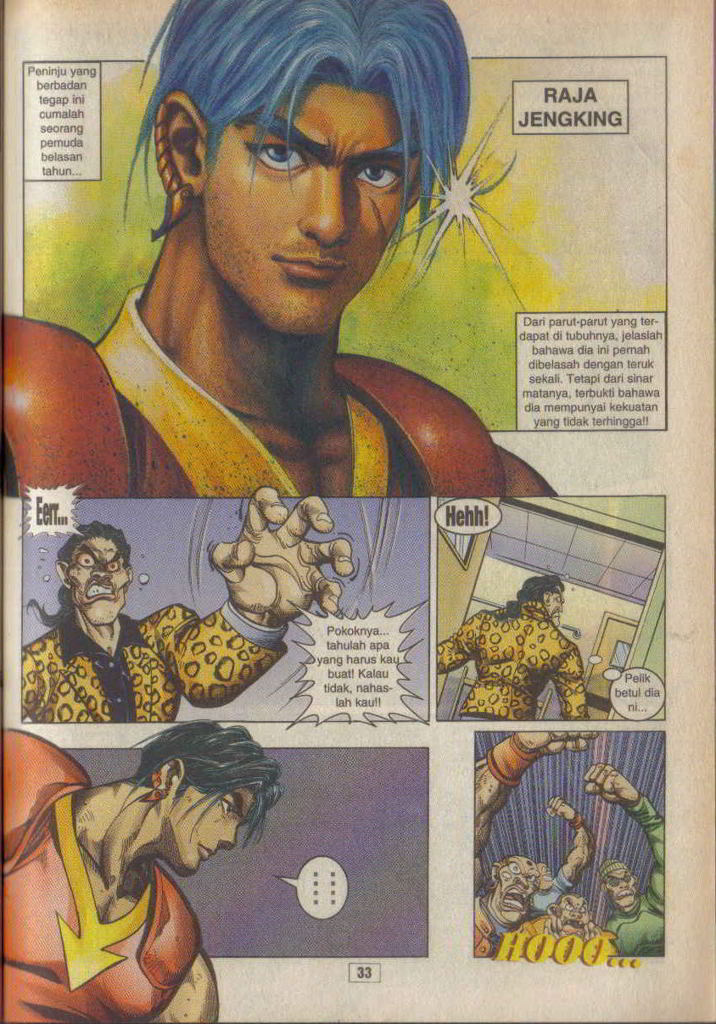 Peninju yang
berbadan
tegap ini
cumalah
seorang
pemuda
belasan
tahun...
RAJA
JENGKING
Dari parut-parut yang ter-
dapat di tubuhnya, jelaslah
bahawa dia ini pernah
dibelasah dengan teruk
sekali. Tetapi dari sinar
matanya, terbukti bahawa
dia mempunyai kekuatan
yang tidak terhingga!!
Eerr...
Pokoknya...
tahulah apa
yang harus kau
buat! Kalau
tidak, nahas-
lah kau!!
Hehh!
Pelik
betul dia
ni...
HOOO...
33